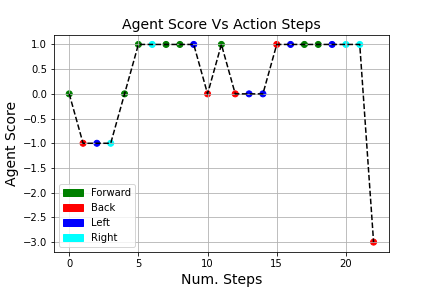 Agent Score Vs Action Steps
Agent Score
1.0
0.5
0.0
−0.5
−1.0
−1.5
−2.0
−2.5
−3.0
Forward
Back
Left
Right
0 5 10 15 20
Num. Steps